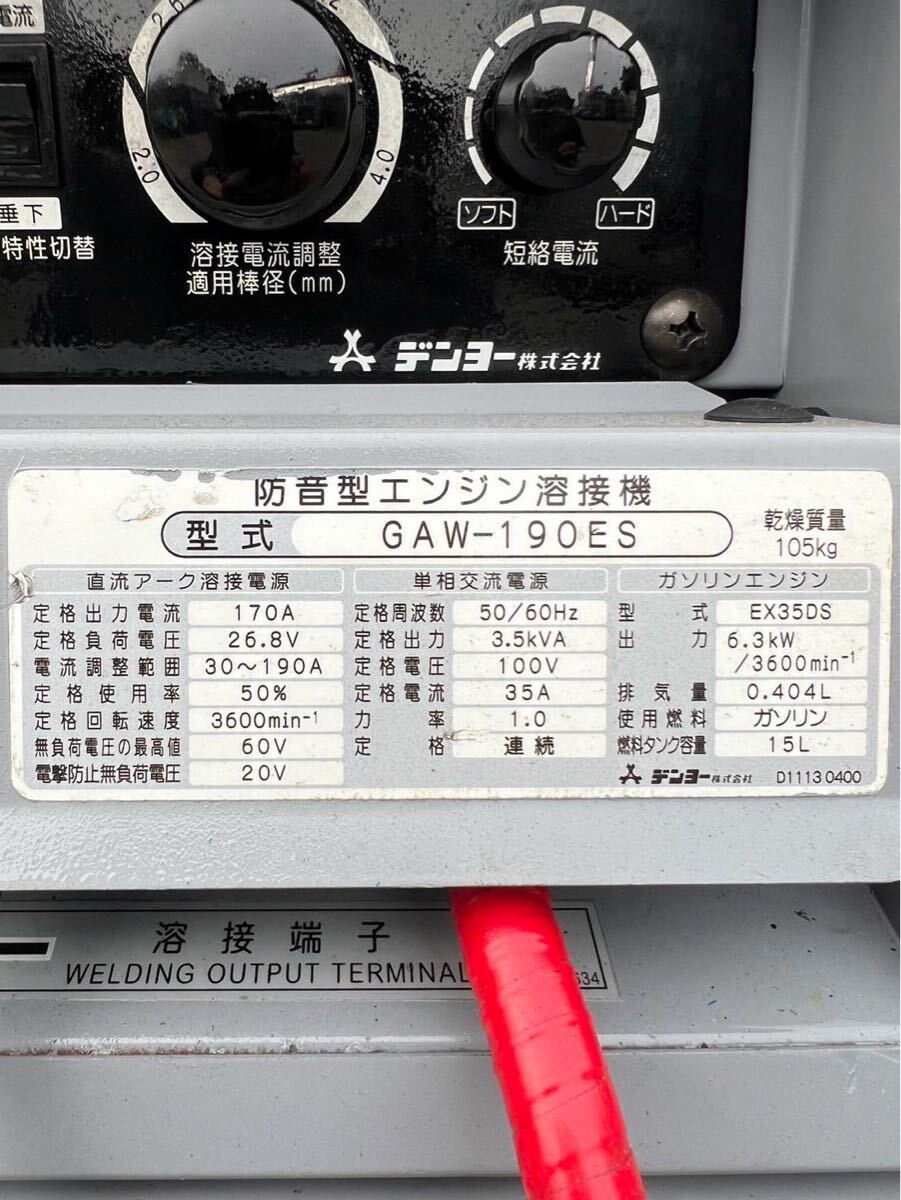 電流
2.0
2.6
4.0
垂下
特性切替
溶接電流調整
適用棒径(mm)
ソフト
ハード
短絡電流
デンヨー株式会社
防音型エンジン溶接機
型式 GAW-190ES
乾燥質量
105kg
直流アーク溶接電源
定格出力電流 170A
定格負荷電圧 26.8V
電流調整範囲 30～190A
定格使用率 50%
定格回転速度 3600min-1
無負荷電圧の最高値 60V
電撃防止無負荷電圧 20V
単相交流電源
定格周波数 50/60Hz
定格出力 3.5kVA
定格電圧 100V
定格電流 35A
力率 1.0
定格 連続
ガソリンエンジン
型式 EX35DS
出力 6.3kW
/3600min-1
排気量 0.404L
使用燃料 ガソリン
燃料タンク容量 15L
デンヨー株式会社 D11130400
溶接端子
WELDING OUTPUT TERMINAL
634